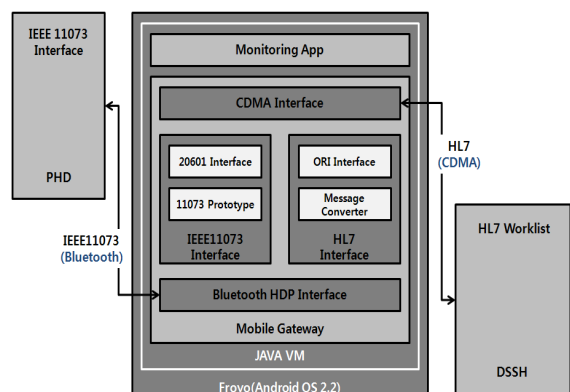 IEEE 11073
Interface
PHD
IEEE11073
(Bluetooth)
Monitoring App
CDMA Interface
20601 Interface
11073 Prototype
IEEE11073
Interface
ORI Interface
Message
Converter
HL7
Interface
Bluetooth HDP Interface
Mobile Gateway
JAVA VM
Froyo(Android OS 2.2)
HL7
(CDMA)
HL7 Worklist
DSSH